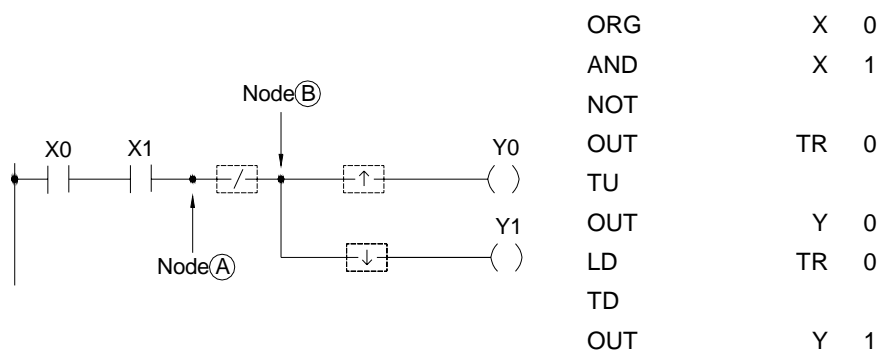 Node Ⓑ
X0 X1 Y0
Y1
Node Ⓐ
ORG X 0
AND X 1
NOT
OUT TR 0
TU
OUT Y 0
LD TR 0
TD
OUT Y 1